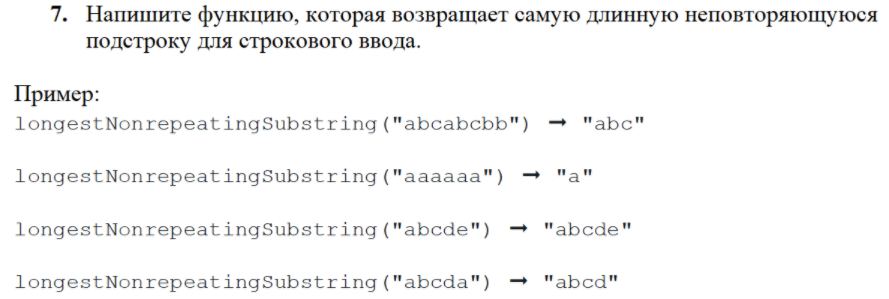 7. Напишите функцию, которая возвращает самую длинную неповторяющуюся
подстроку для строкового ввода.
Пример:
longestNonrepeatingSubstring("abcabcbb") ➞ "abc"
longestNonrepeatingSubstring("aaaaaa") ➞ "a"
longestNonrepeatingSubstring("abcde") ➞ "abcde"
longestNonrepeatingSubstring("abcda") ➞ "abcd"